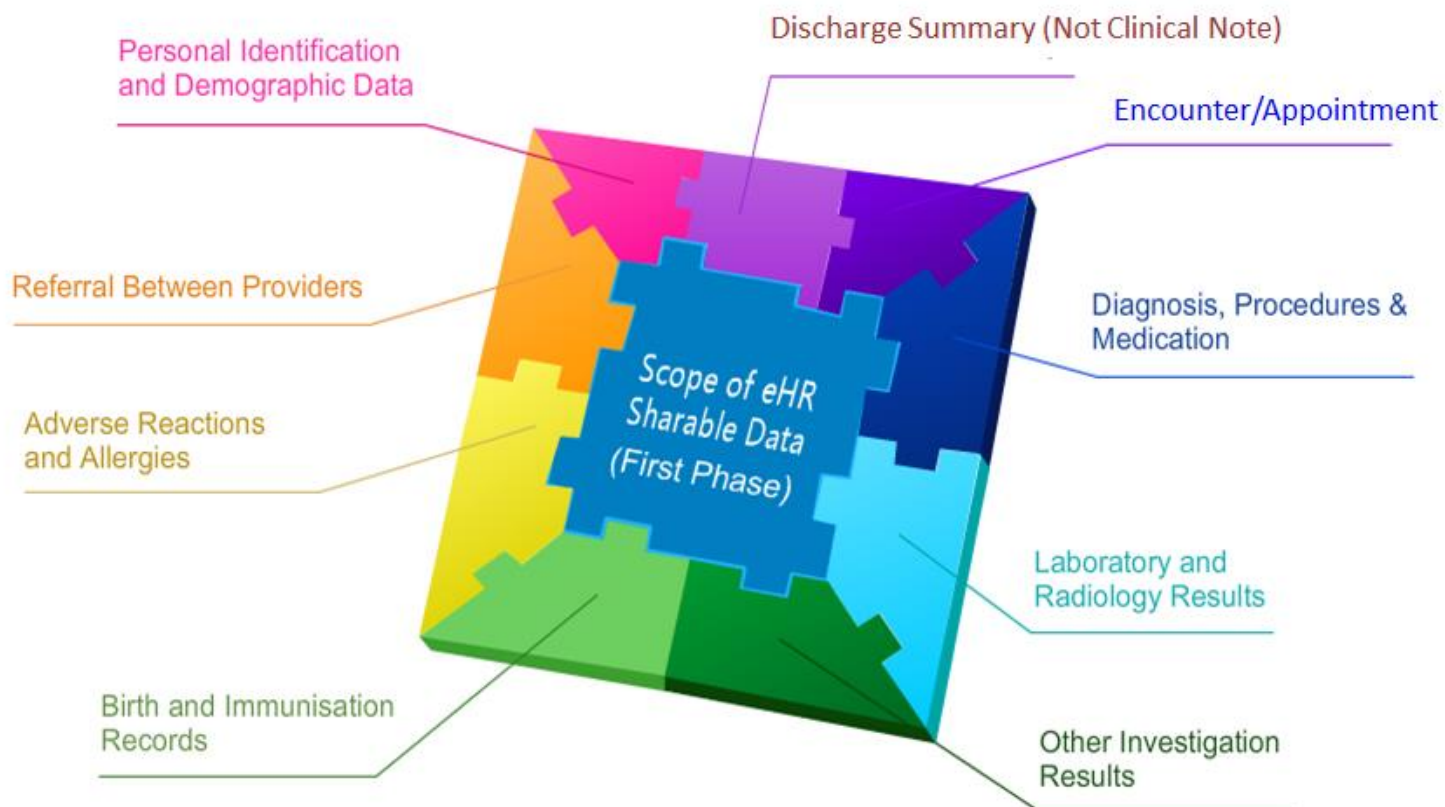 Discharge Summary (Not Clinical Note)
Personal Identification
and Demographic Data
Encounter/Appointment
Referral Between Providers
Diagnosis, Procedures &
Medication
Scope of eHR
Sharable Data
(First Phase)
Adverse Reactions
and Allergies
Laboratory and
Radiology Results
Birth and Immunisation
Records
Other Investigation
Results